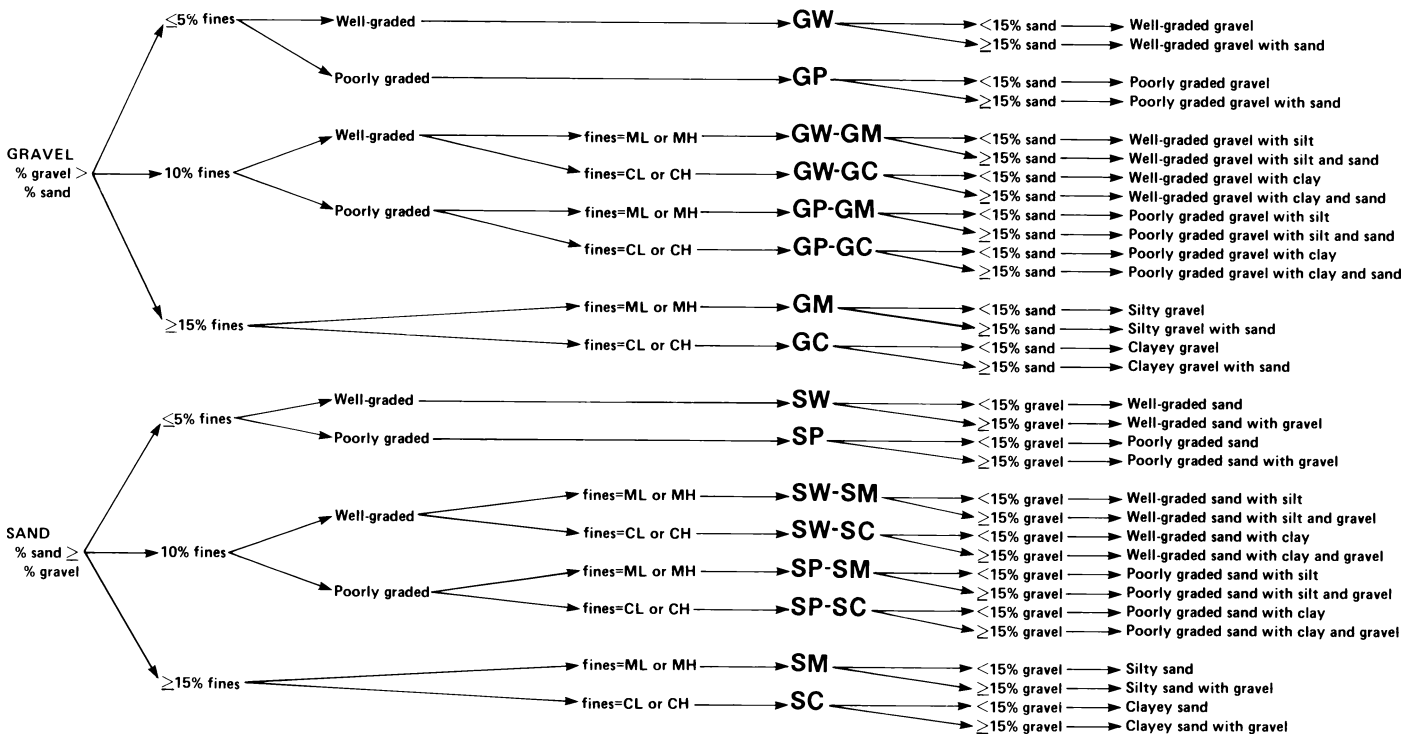 ≤5% fines Well-graded GW <15% sand Well-graded gravel
≥15% sand Well-graded gravel with sand
Poorly graded GP <15% sand Poorly graded gravel
≥15% sand Poorly graded gravel with sand
GRAVEL
% gravel >
% sand
10% fines
Well-graded fines=ML or MH GW-GM <15% sand Well-graded gravel with silt
≥15% sand Well-graded gravel with silt and sand
fines=CL or CH GW-GC <15% sand Well-graded gravel with clay
≥15% sand Well-graded gravel with clay and sand
Poorly graded fines=ML or MH GP-GM <15% sand Poorly graded gravel with silt
≥15% sand Poorly graded gravel with silt and sand
fines=CL or CH GP-GC <15% sand Poorly graded gravel with clay
≥15% sand Poorly graded gravel with clay and sand
≥15% fines fines=ML or MH GM <15% sand Silty gravel
≥15% sand Silty gravel with sand
fines=CL or CH GC <15% sand Clayey gravel
≥15% sand Clayey gravel with sand
≤5% fines Well-graded SW <15% gravel Well-graded sand
≥15% gravel Well-graded sand with gravel
Poorly graded SP <15% gravel Poorly graded sand
≥15% gravel Poorly graded sand with gravel
SAND
% sand ≥
% gravel
10% fines
Well-graded fines=ML or MH SW-SM <15% gravel Well-graded sand with silt
≥15% gravel Well-graded sand with silt and gravel
fines=CL or CH SW-SC <15% gravel Well-graded sand with clay
≥15% gravel Well-graded sand with clay and gravel
Poorly graded fines=ML or MH SP-SM <15% gravel Poorly graded sand with silt
≥15% gravel Poorly graded sand with silt and gravel
fines=CL or CH SP-SC <15% gravel Poorly graded sand with clay
≥15% gravel Poorly graded sand with clay and gravel
≥15% fines fines=ML or MH SM <15% gravel Silty sand
≥15% gravel Silty sand with gravel
fines=CL or CH SC <15% gravel Clayey sand
≥15% gravel Clayey sand with gravel